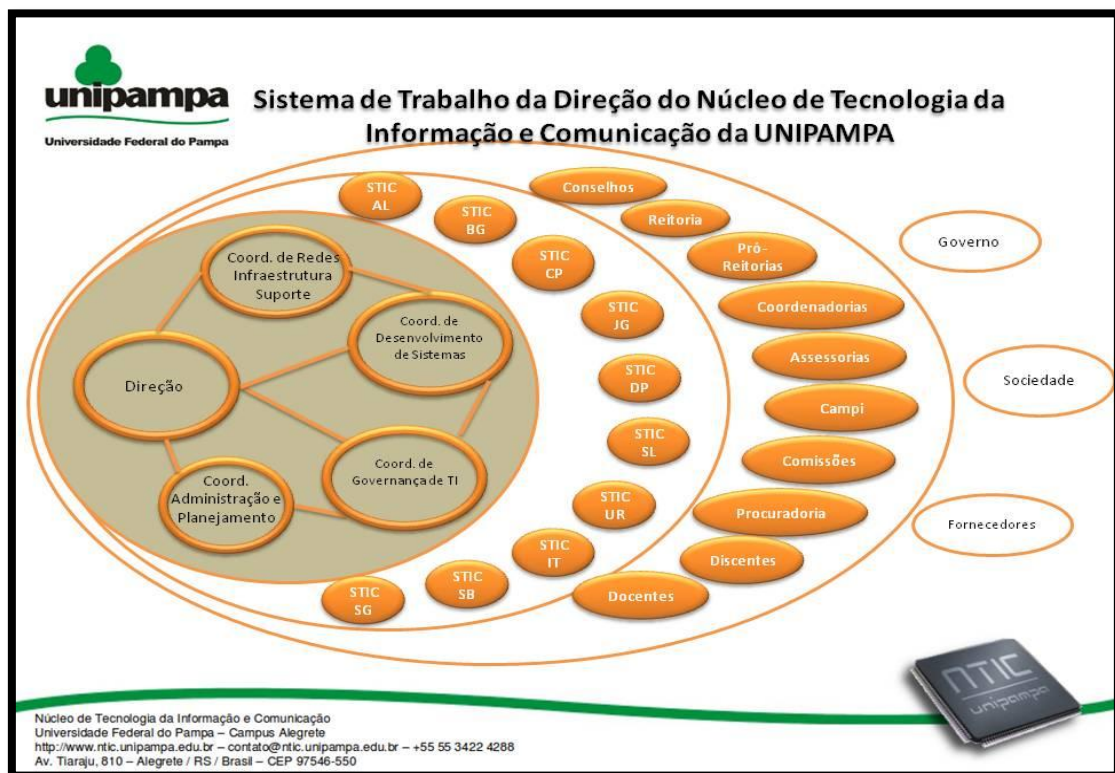 unipampa
Universidade Federal do Pampa
Sistema de Trabalho da Direção do Núcleo de Tecnologia da
Informação e Comunicação da UNIPAMPA
STIC
AL
STIC
BG
STIC
CP
STIC
JG
STIC
DP
STIC
SL
STIC
UR
STIC
IT
STIC
SB
STIC
SG
Conselhos
Reitoria
Pró-
Reitorias
Coordenadorias
Assessorias
Campi
Comissões
Procuradoria
Discentes
Docentes
Governo
Sociedade
Fornecedores
Coord. de Redes
Infraestrutura
Suporte
Coord. de
Desenvolvimento
de Sistemas
Direção
Coord. de
Governança de TI
Coord.
Administração e
Planejamento
NTIC
unipampa
Núcleo de Tecnologia da Informação e Comunicação
Universidade Federal do Pampa – Campus Alegrete
http://www.ntic.unipampa.edu.br – contato@ntic.unipampa.edu.br – +55 55 3422 4288
Av. Tiaraju, 810 – Alegrete / RS / Brasil – CEP 97546-550